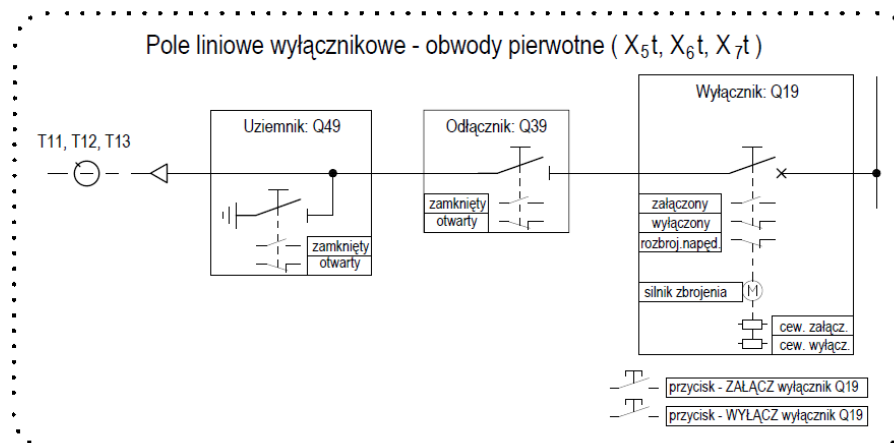 Pole liniowe wyłącznikowe - obwody pierwotne ( X5t, X6t, X7t )
Wyłącznik: Q19
Uziemnik: Q49
Odłącznik: Q39
T11, T12, T13
zamknięty
otwarty
zamknięty
otwarty
załączony
wyłączony
rozbroj.napęd.
silnik zbrojenia
M
cew. załącz.
cew. wyłącz.
przycisk - ZAŁĄCZ wyłącznik Q19
przycisk - WYŁĄCZ wyłącznik Q19